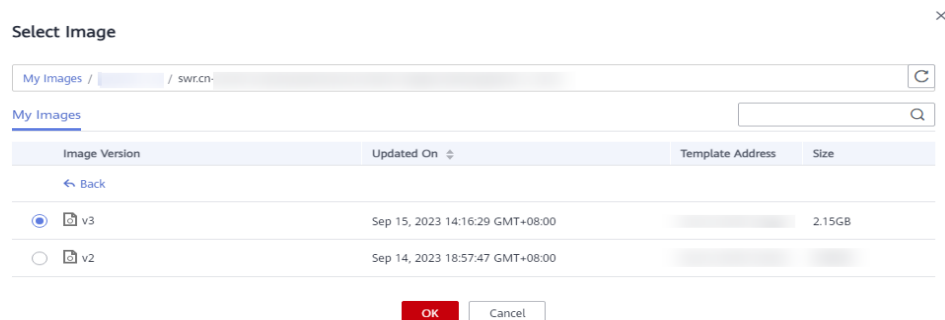 Select Image
My Images / / swr.cn-
My Images
Image Version Updated On Template Address Size
Back
v3 Sep 15, 2023 14:16:29 GMT+08:00 2.15GB
v2 Sep 14, 2023 18:57:47 GMT+08:00
OK Cancel